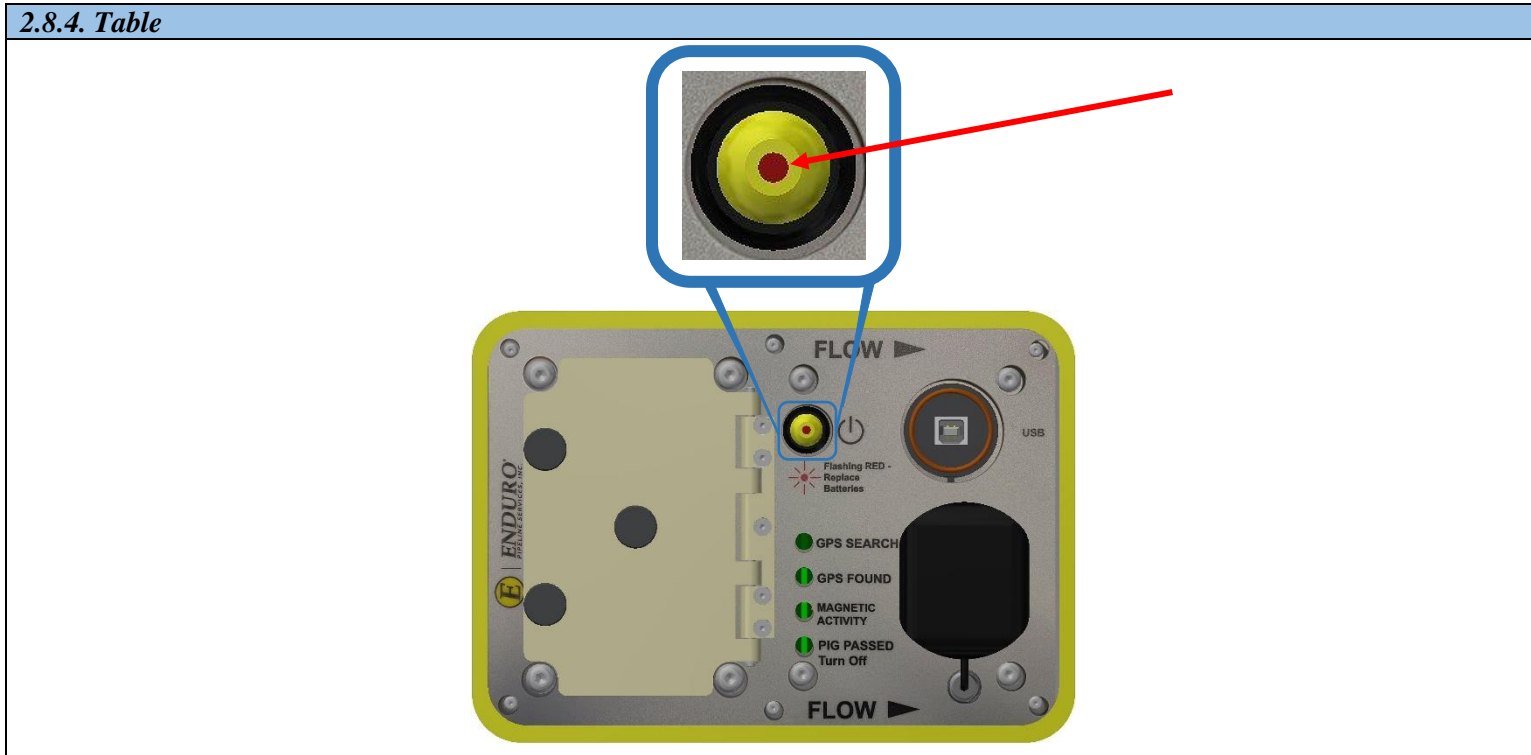 2.8.4. Table
FLOW
USB
Flashing RED -
Replace
Batteries
E | ENDURO
PIPELINE SERVICES, INC.
GPS SEARCH
GPS FOUND
MAGNETIC
ACTIVITY
PIG PASSED
Turn Off
FLOW